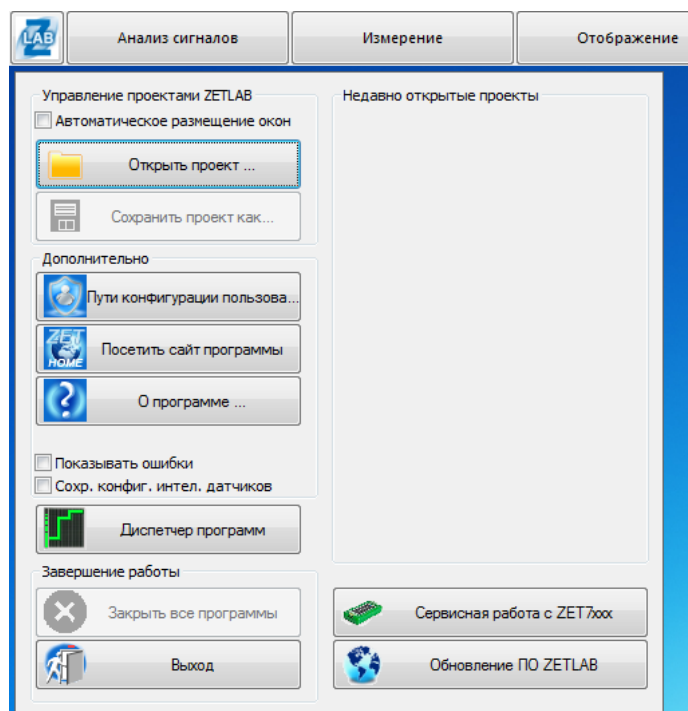 Z LAB
Анализ сигналов
Измерение
Отображение
Управление проектами ZETLAB
Автоматическое размещение окон
Открыть проект ...
Сохранить проект как...
Дополнительно
Пути конфигурации пользова...
ZET HOME
Посетить сайт программы
О программе ...
Показывать ошибки
Сохр. конфиг. интел. датчиков
Диспетчер программ
Завершение работы
Закрыть все программы
Выход
Недавно открытые проекты
Сервисная работа с ZET7xxx
Обновление ПО ZETLAB